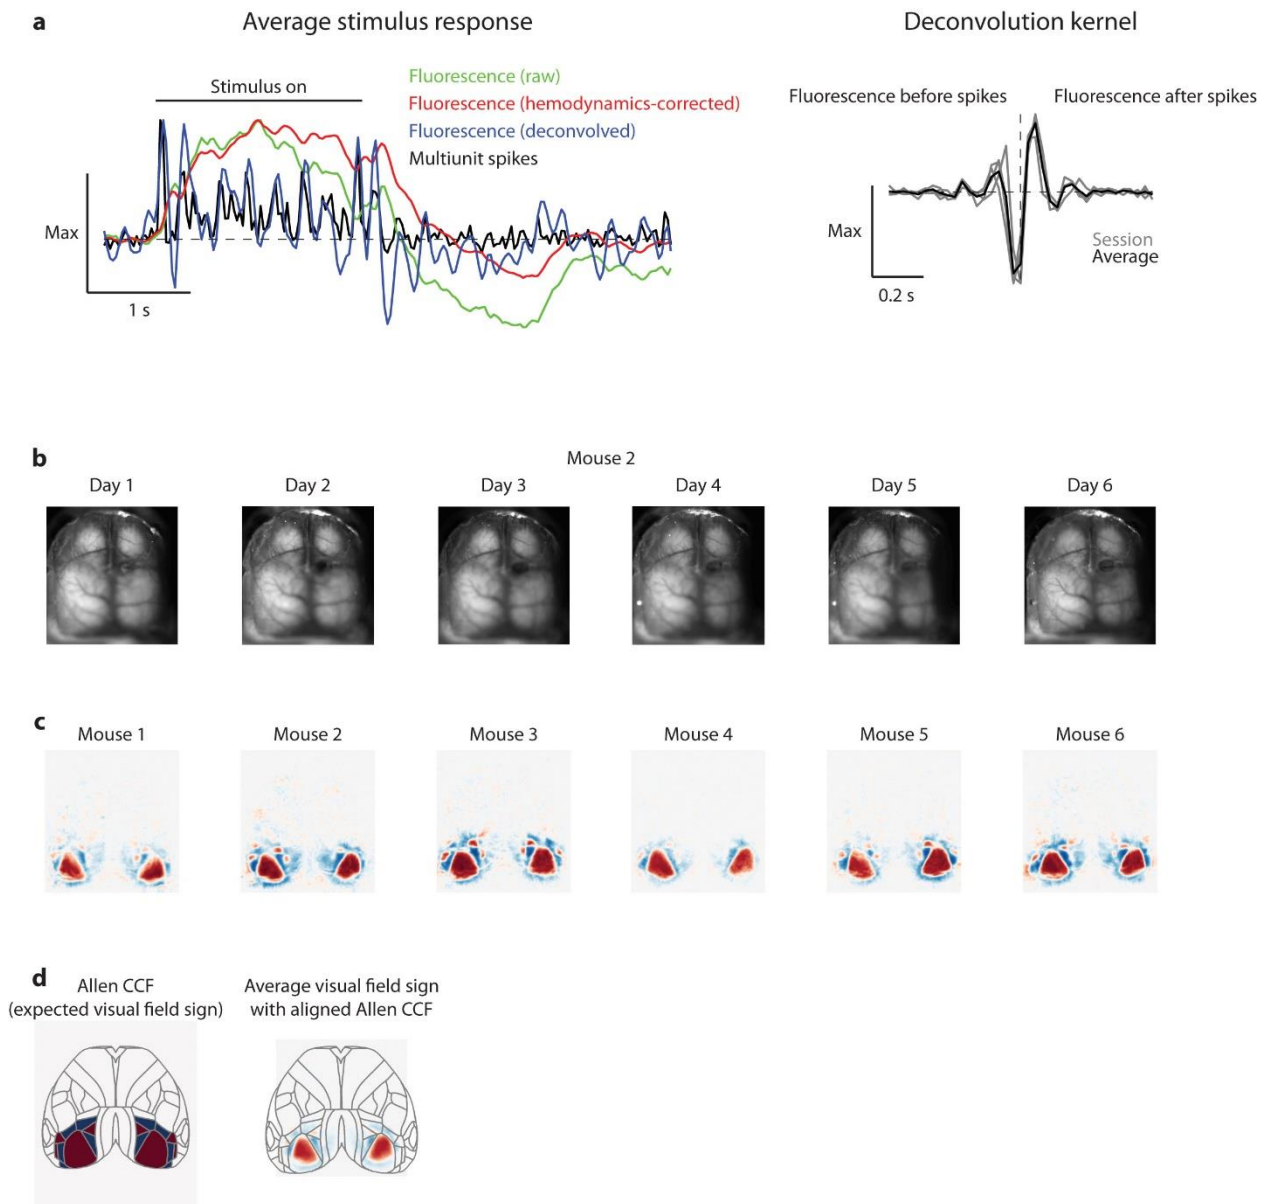 a
Average stimulus response
Deconvolution kernel
Stimulus on
Fluorescence (raw)
Fluorescence (hemodynamics-corrected)
Fluorescence (deconvolved)
Multiunit spikes
Max
1 s
Fluorescence before spikes
Fluorescence after spikes
Max
0.2 s
Session
Average
b
Mouse 2
Day 1
Day 2
Day 3
Day 4
Day 5
Day 6
c
Mouse 1
Mouse 2
Mouse 3
Mouse 4
Mouse 5
Mouse 6
d
Allen CCF
(expected visual field sign)
Average visual field sign
with aligned Allen CCF